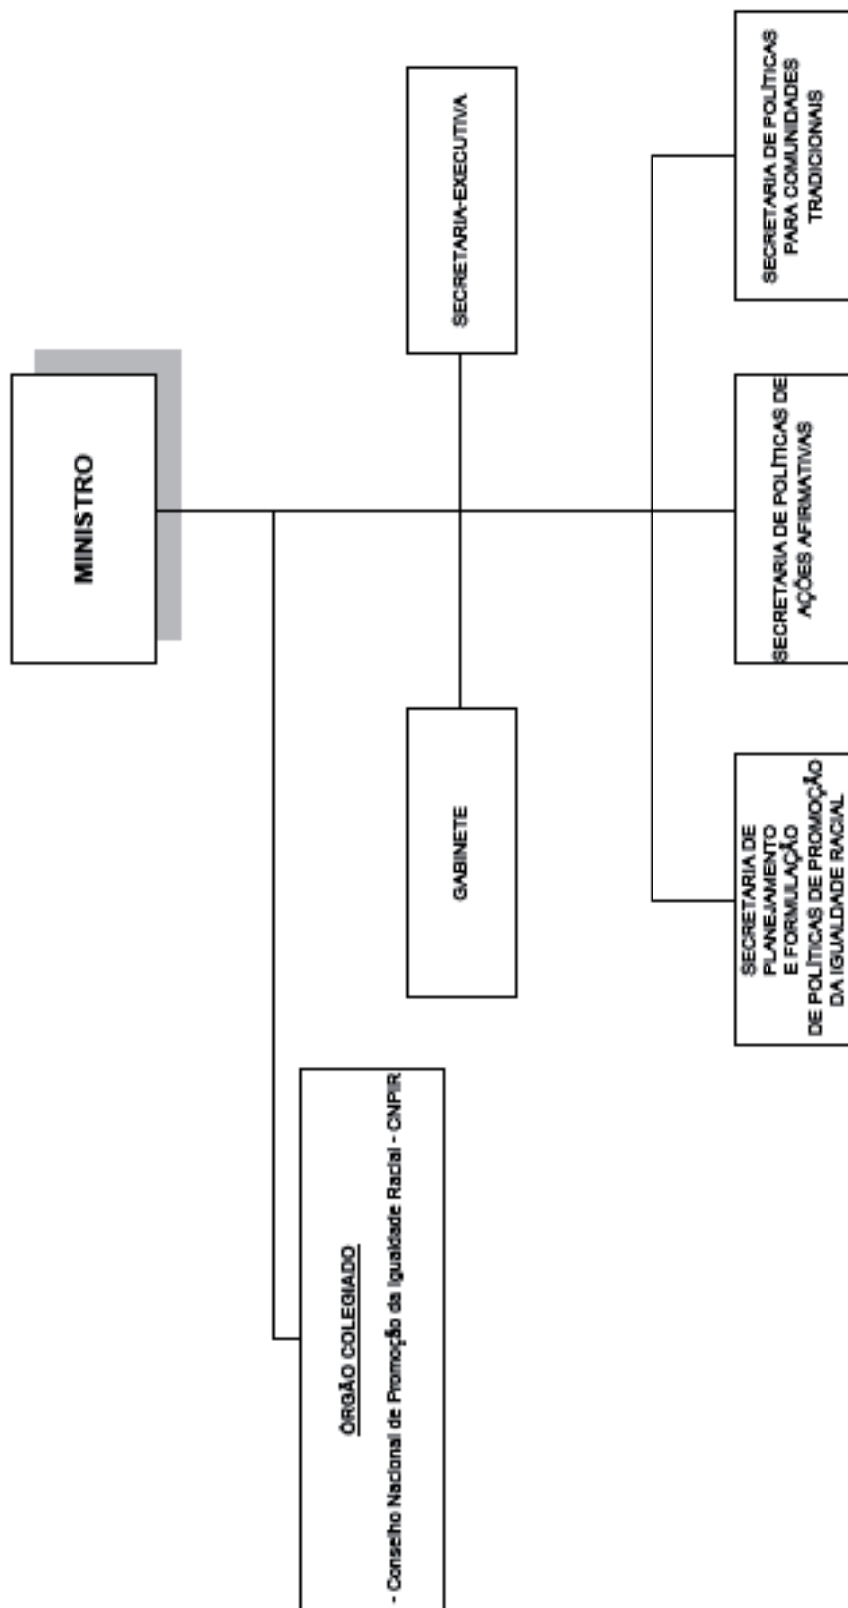 MINISTRO
ÓRGÃO COLEGIADO
- Conselho Nacional de Promoção da Igualdade Racial - CNPIR
GABINETE
SECRETARIA-EXECUTIVA
SECRETARIA DE
PLANEJAMENTO
E FORMULAÇÃO
DE POLÍTICAS DE PROMOÇÃO
DA IGUALDADE RACIAL
SECRETARIA DE POLÍTICAS DE
AÇÕES AFIRMATIVAS
SECRETARIA DE POLÍTICAS
PARA COMUNIDADES
TRADICIONAIS